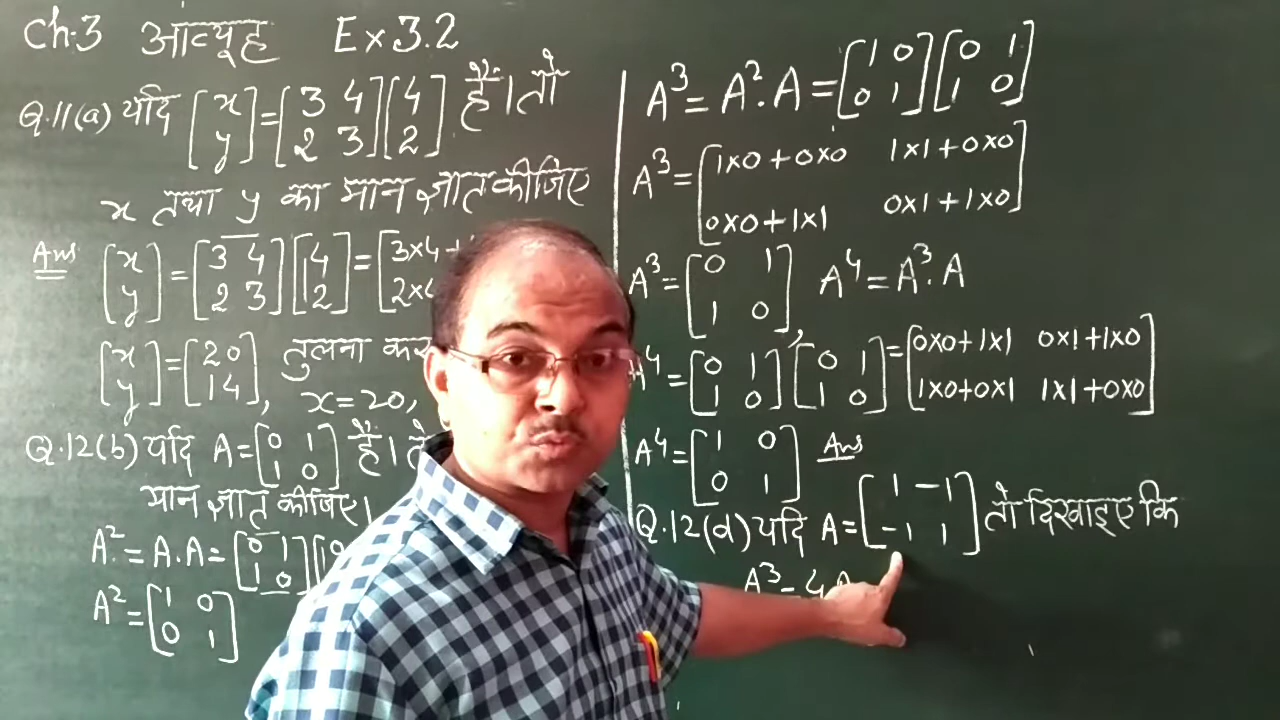 Ch.3 आव्यूह Ex 3.2
Q.11(a) यदि [x y] = [3 4 2 3] [4 2] है। तो
x तथा y का मान ज्ञात कीजिए
Ans [x y] = [3 4 2 3] [4 2] = [3×4+ 2×4
[x y] = [20 14], तुलना
x=20,
Q.12(b) यदि A = [0 1 1 0] है।
मान ज्ञात कीजिए।
A² = A.A = [0 1 1 0]
A² = [1 0 0 1]
A³ = A².A = [1 0 0 1] [0 1 1 0]
A³ = [1×0+0×0 1×1+0×0 0×0+1×1 0×1+1×0]
A³ = [0 1 1 0], A⁴ = A³.A
A⁴ = [0 1 1 0] [0 1 1 0] = [0×0+1×1 0×1+1×0 1×0+0×1 1×1+0×0]
A⁴ = [1 0 0 1] Ans
Q.12(d) यदि A = [1 -1 -1 1] तो दिखाइए कि
A³ - 4A